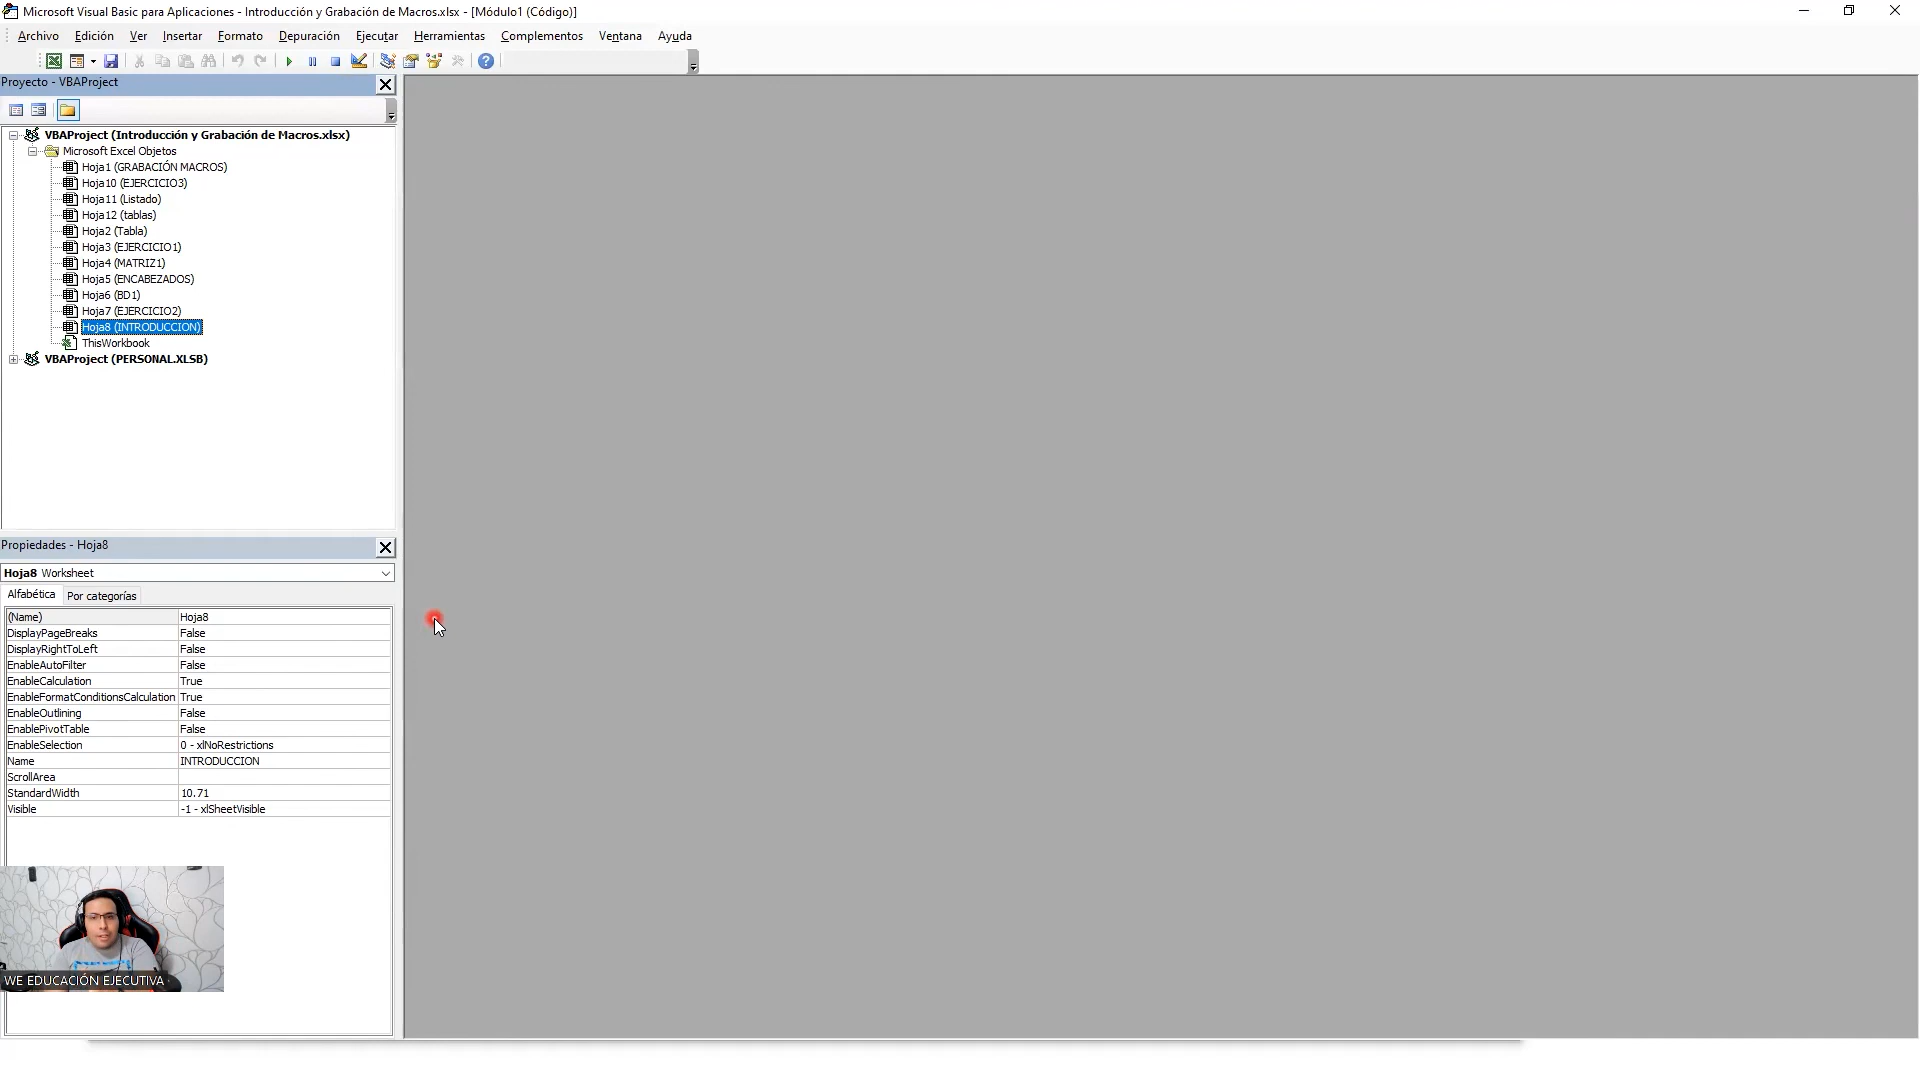 Microsoft Visual Basic para Aplicaciones - Introducción y Grabación de Macros.xlsx - [Módulo1 (Código)]
Archivo Edición Ver Insertar Formato Depuración Ejecutar Herramientas Complementos Ventana Ayuda
Proyecto - VBAProject
VBAProject (Introducción y Grabación de Macros.xlsx)
Microsoft Excel Objetos
Hoja1 (GRABACIÓN MACROS)
Hoja10 (EJERCICIO3)
Hoja11 (Listado)
Hoja12 (tablas)
Hoja2 (Tabla)
Hoja3 (EJERCICIO1)
Hoja4 (MATRIZ1)
Hoja5 (ENCABEZADOS)
Hoja6 (BD1)
Hoja7 (EJERCICIO2)
Hoja8 (INTRODUCCION)
ThisWorkbook
VBAProject (PERSONAL.XLSB)
Propiedades - Hoja8
Hoja8 Worksheet
Alfabética Por categorías
(Name) Hoja8
DisplayPageBreaks False
DisplayRightToLeft False
EnableAutoFilter False
EnableCalculation True
EnableFormatConditionsCalculation True
EnableOutlining False
EnablePivotTable False
EnableSelection 0 - xlNoRestrictions
Name INTRODUCCION
ScrollArea
StandardWidth 10.71
Visible -1 - xlSheetVisible
WE EDUCACIÓN EJECUTIVA